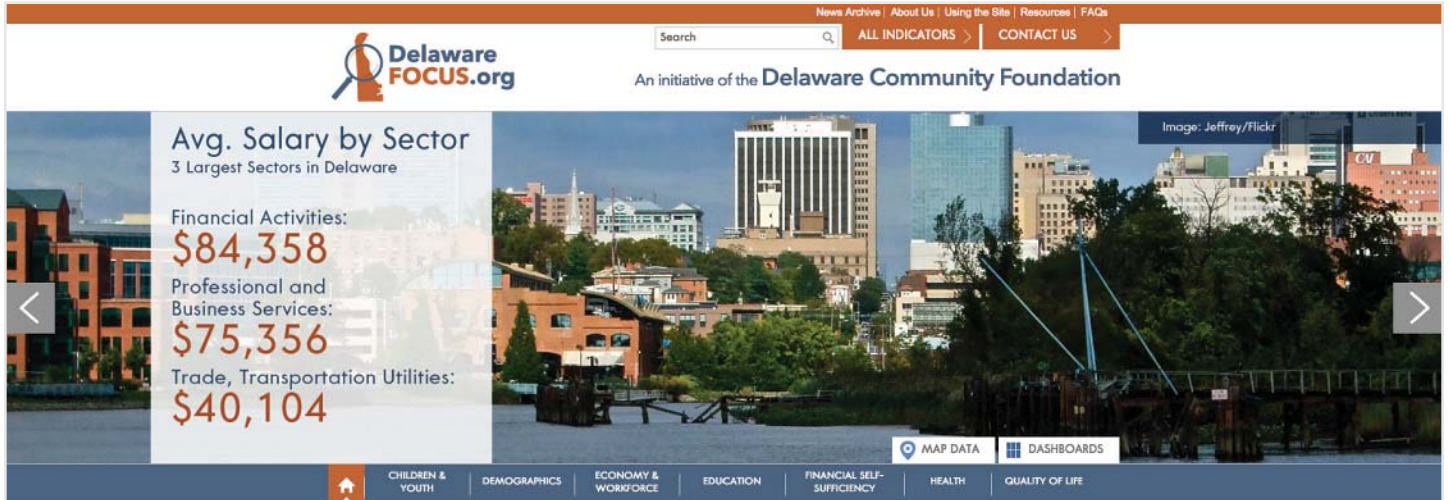 News Archive | About Us | Using the Site | Resources | FAQs
Search
ALL INDICATORS
CONTACT US
Delaware
FOCUS.org
An initiative of the Delaware Community Foundation
Image: Jeffrey/Flickr
Avg. Salary by Sector
3 Largest Sectors in Delaware
Financial Activities:
$84,358
Professional and
Business Services:
$75,356
Trade, Transportation Utilities:
$40,104
MAP DATA
DASHBOARDS
CHILDREN &
YOUTH
DEMOGRAPHICS
ECONOMY &
WORKFORCE
EDUCATION
FINANCIAL SELF-
SUFFICIENCY
HEALTH
QUALITY OF LIFE